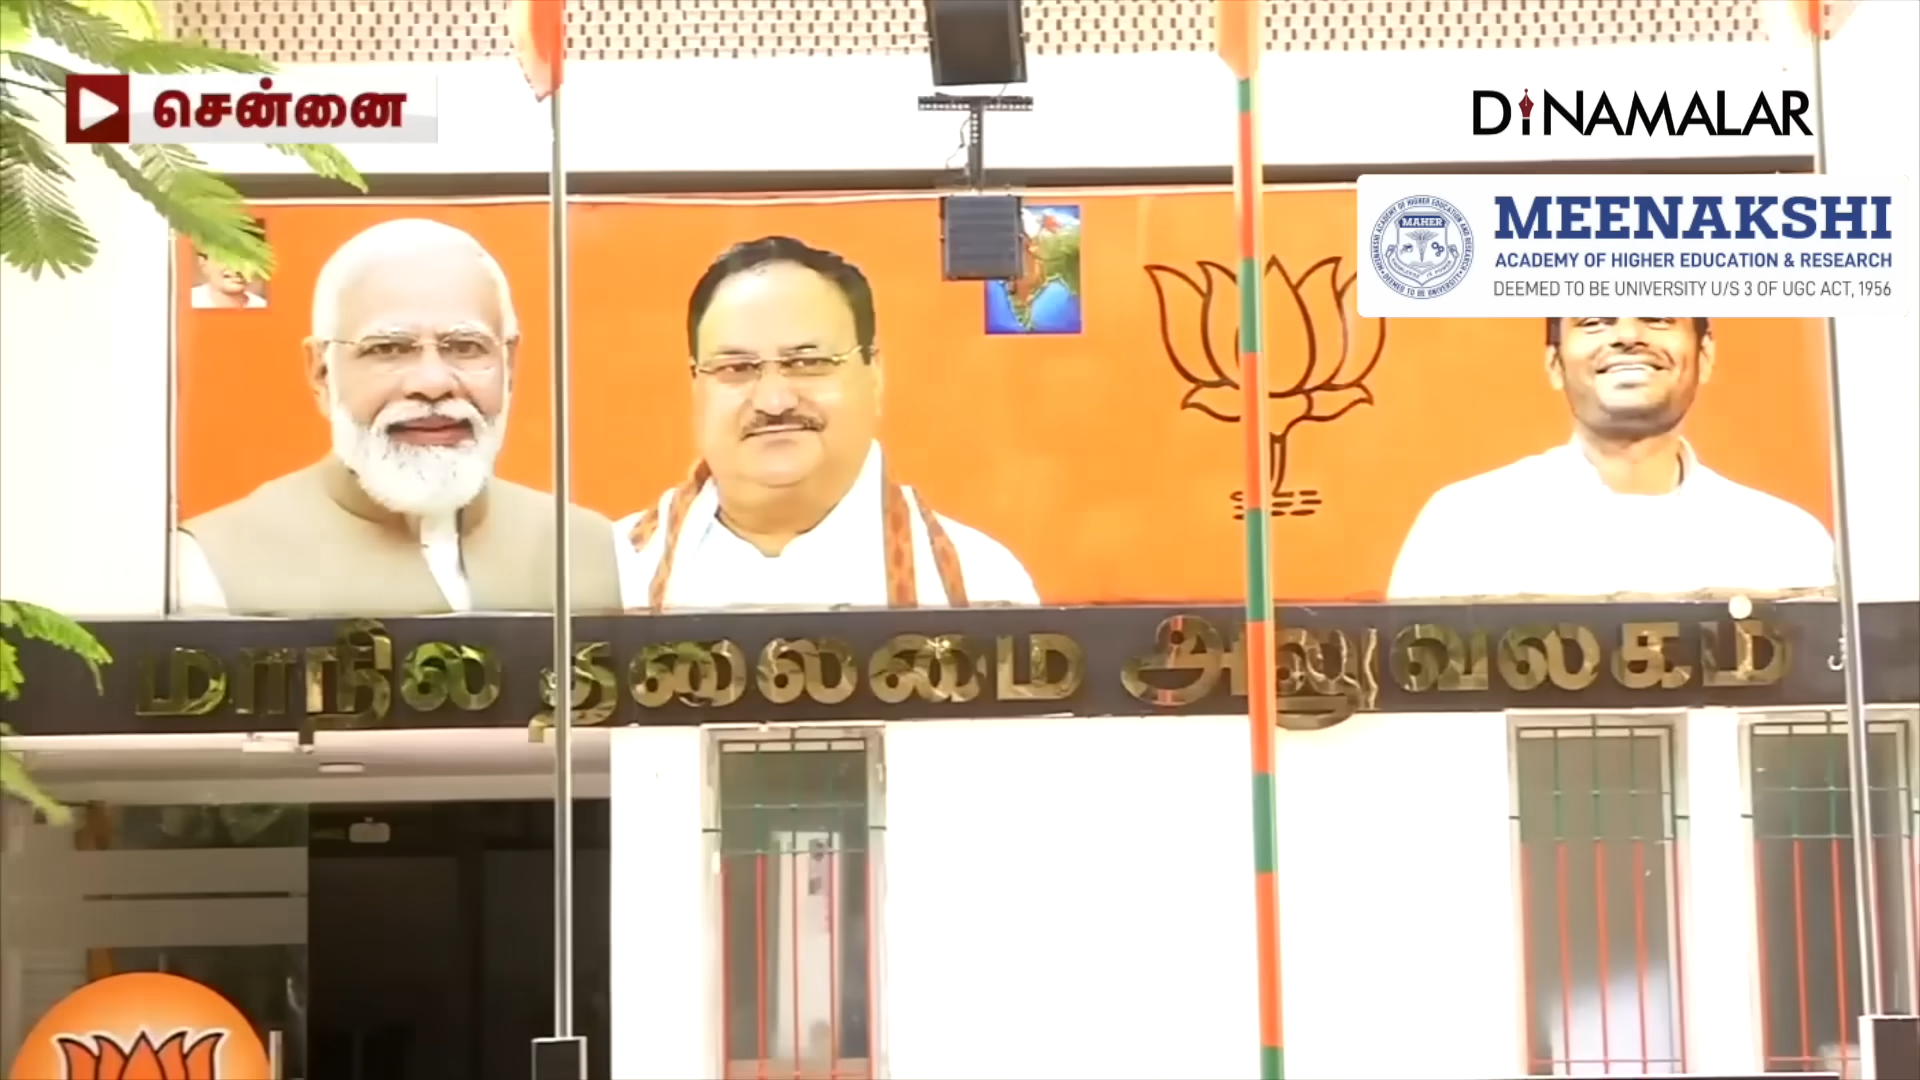 சென்னை
DiNAMALAR
MAHER
MEENAKSHI
ACADEMY OF HIGHER EDUCATION & RESEARCH
DEEMED TO BE UNIVERSITY U/S 3 OF UGC ACT, 1956
மாநில தலைமை அலுவலகம்